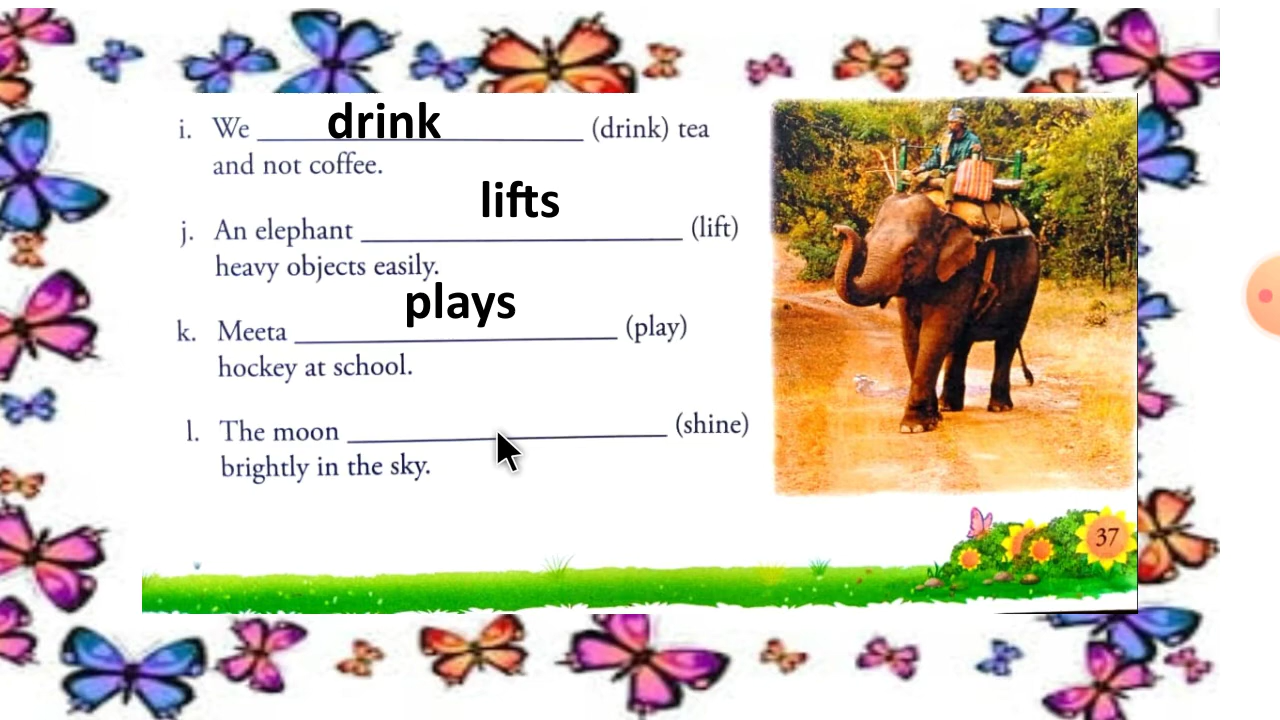 i. We drink (drink) tea
and not coffee.
j. An elephant lifts (lift)
heavy objects easily.
k. Meeta plays (play)
hockey at school.
l. The moon (shine)
brightly in the sky.
37